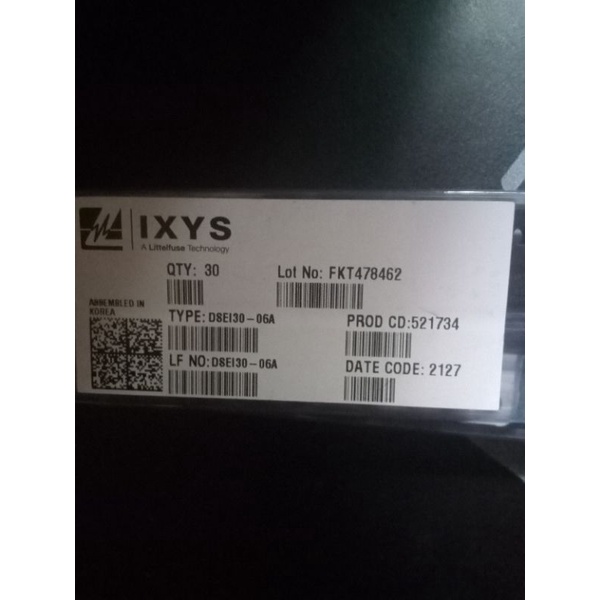 IXYS
A Littelfuse Technology
QTY: 30
Lot No: FKT478462
ASSEMBLED IN
KOREA
TYPE: DSEI30-06A
PROD CD:521734
LF NO: DSEI30-06A
DATE CODE: 2127